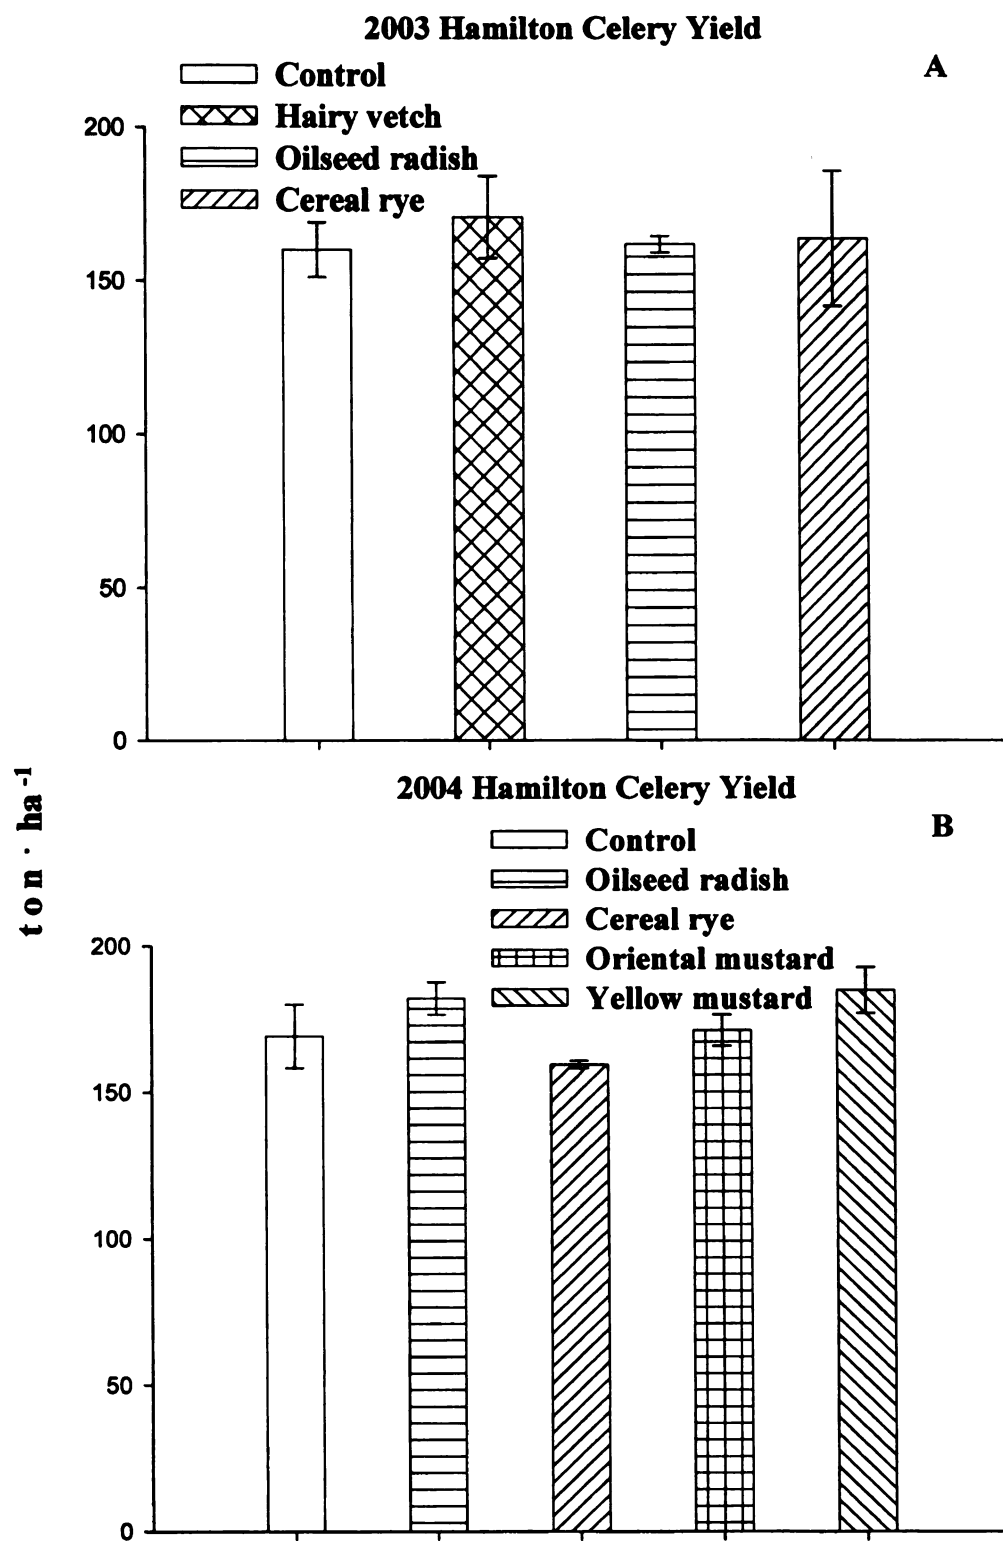 2003 Hamilton Celery Yield
A
Control
Hairy vetch
Oilseed radish
Cereal rye
200
150
100
50
0
ton · ha⁻¹
2004 Hamilton Celery Yield
B
Control
Oilseed radish
Cereal rye
Oriental mustard
Yellow mustard
200
150
100
50
0